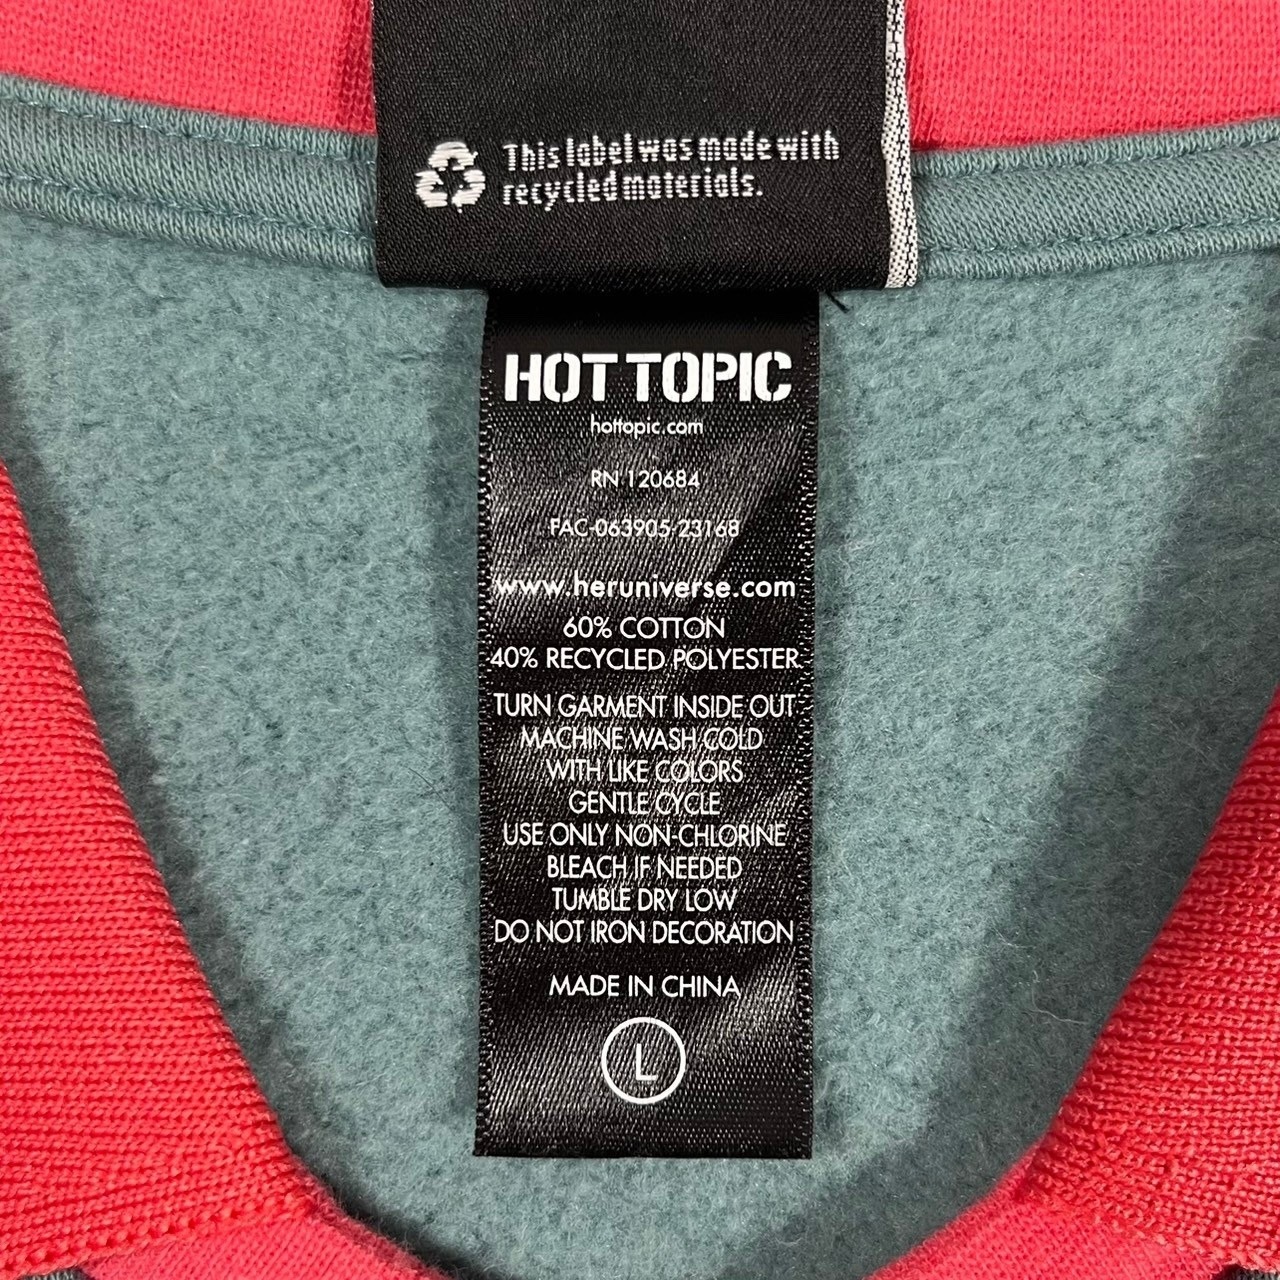 This label was made with
recycled materials.
HOT TOPIC
hottopic.com
RN 120684
FAC-063905-23168
www.heruniverse.com
60% COTTON
40% RECYCLED POLYESTER
TURN GARMENT INSIDE OUT
MACHINE WASH COLD
WITH LIKE COLORS
GENTLE CYCLE
USE ONLY NON-CHLORINE
BLEACH IF NEEDED
TUMBLE DRY LOW
DO NOT IRON DECORATION
MADE IN CHINA
L